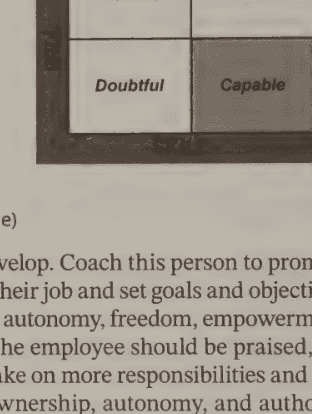 Doubtful Capable
e)
velop. Coach this person to pron
heir job and set goals and objecti
autonomy, freedom, empowerm
he employee should be praised,
ke on more responsibilities and
wnership, autonomy, and autho